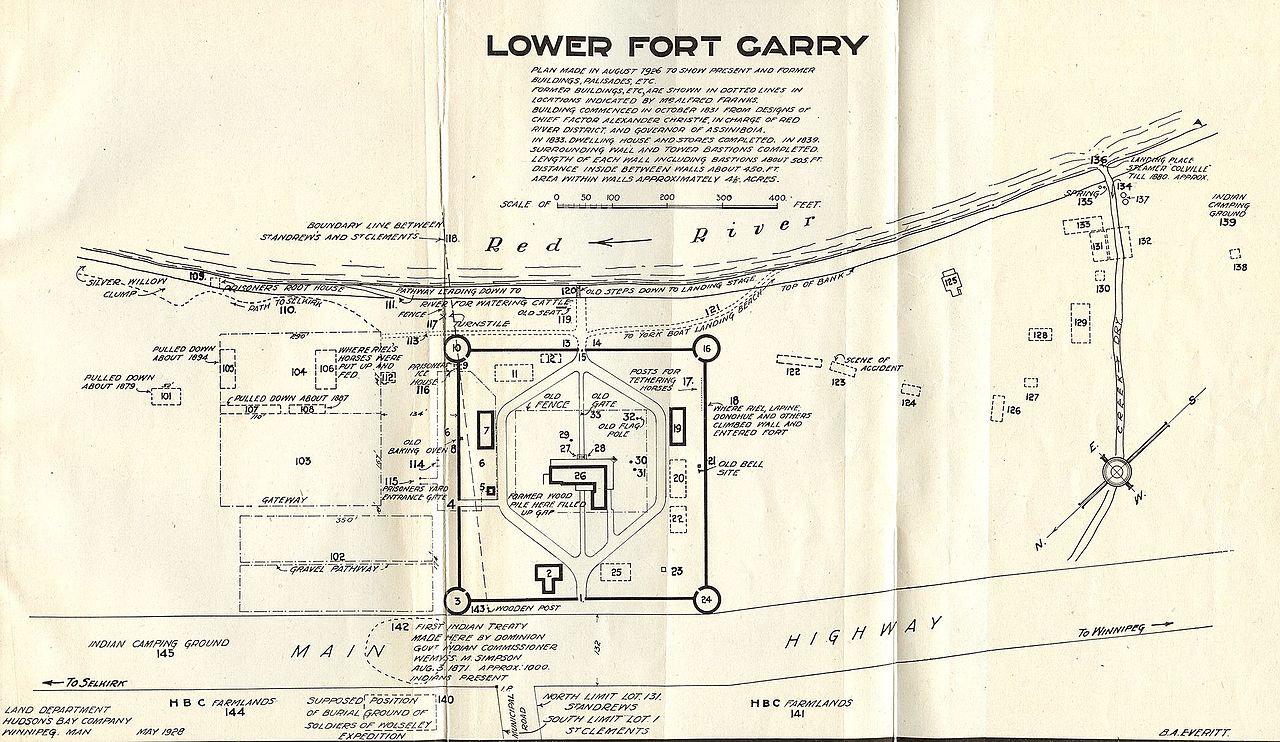 LOWER FORT GARRY
PLAN MADE IN AUGUST 1926 TO SHOW PRESENT AND FORMER
BUILDINGS, PALISADES, ETC.
FORMER BUILDINGS, ETC, ARE SHOWN IN DOTTED LINES IN
LOCATIONS INDICATED BY MR ALFRED FRANKS.
BUILDING COMMENCED IN OCTOBER 1831 FROM DESIGNS OF
CHIEF FACTOR ALEXANDER CHRISTIE, IN CHARGE OF RED
RIVER DISTRICT, AND GOVERNOR OF ASSINIBOIA.
IN 1833. DWELLING HOUSE AND STORES COMPLETED. IN 1839.
SURROUNDING WALL AND TOWER BASTIONS COMPLETED.
LENGTH OF EACH WALL INCLUDING BASTIONS ABOUT 505. FT.
DISTANCE INSIDE BETWEEN WALLS ABOUT 450. FT.
AREA WITHIN WALLS APPROXIMATELY 4½. ACRES.
SCALE OF 0 50 100 200 300 400 FEET.
136
LANDING PLACE
STEAMER COLVILLE
TILL 1880. APPROX.
134
SPRING
135
137
INDIAN
CAMPING
GROUND
139
133
131
132
138
130
129
128
127
126
125
CREEK - DRY
BOUNDARY LINE BETWEEN
ST ANDREWS AND ST CLEMENTS
118.
Red River
SILVER WILLOW
CLUMP
109.
PRISONERS ROOT HOUSE
PATH TO SELKIRK
110.
111.
PATHWAY LEADING DOWN TO
RIVER FOR WATERING CATTLE
120
OLD STEPS DOWN TO LANDING STAGE
TOP OF BANK
OLD SEAT
119
FENCE
117
TURNSTILE
113
121
TO YORK BOAT LANDING BEACH
290'
PULLED DOWN
ABOUT 1894
105
104
106
WHERE RIEL'S
HORSES WERE
PUT UP AND
FED.
112
PULLED DOWN
ABOUT 1879
101
PULLED DOWN ABOUT 1887
107
108
110'
134'
103
GATEWAY
350'
102
GRAVEL PATHWAY
PRISONERS
ICE
HOUSE
116
9
OLD
BAKING OVEN
8
114
115
PRISONERS YARD
ENTRANCE GATE
4
10
13
14
15
16
12
11
OLD
FENCE
OLD
GATE
33
POSTS FOR
TETHERING
HORSES
17.
18
WHERE RIEL, LAPINE,
DONOHUE AND OTHERS
CLIMBED WALL AND
ENTERED FORT
32
OLD FLAG
POLE
29
27
28
7
6
6
5
26
30
31
19
20
21
OLD BELL
SITE
22
FORMER WOOD
PILE HERE FILLED
UP GAP
2
25
23
3
1
24
143
WOODEN POST
122
123
SCENE OF
ACCIDENT
124
S.
E.
W.
N.
132
INDIAN CAMPING GROUND
145
MAIN HIGHWAY
142 FIRST INDIAN TREATY
MADE HERE BY DOMINION
GOVT INDIAN COMMISSIONER
WEMYSS. M. SIMPSON
AUG. 3. 1871. APPROX. 1000.
INDIANS PRESENT
TO WINNIPEG
TO SELKIRK
HBC FARMLANDS
144
SUPPOSED POSITION
OF BURIAL GROUND OF
SOLDIERS OF WOLSELEY
EXPEDITION
140
MUNICIPAL
ROAD
NORTH LIMIT LOT. 131.
ST ANDREWS
SOUTH LIMIT LOT 1
ST CLEMENTS
HBC FARMLANDS
141
LAND DEPARTMENT
HUDSONS BAY COMPANY
WINNIPEG. MAN MAY 1928
B.A. EVERITT.